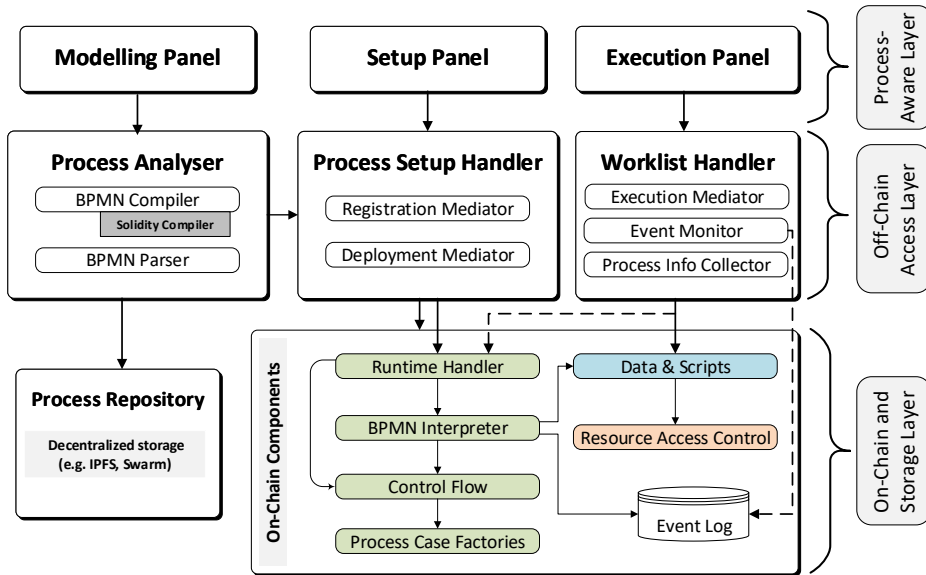 Modelling Panel
Setup Panel
Execution Panel
Process-
Aware Layer
Process Analyser
BPMN Compiler
Solidity Compiler
BPMN Parser
Process Setup Handler
Registration Mediator
Deployment Mediator
Worklist Handler
Execution Mediator
Event Monitor
Process Info Collector
Off-Chain
Access Layer
Process Repository
Decentralized storage
(e.g. IPFS, Swarm)
On-Chain Components
Runtime Handler
BPMN Interpreter
Control Flow
Process Case Factories
Data & Scripts
Resource Access Control
Event Log
On-Chain and
Storage Layer